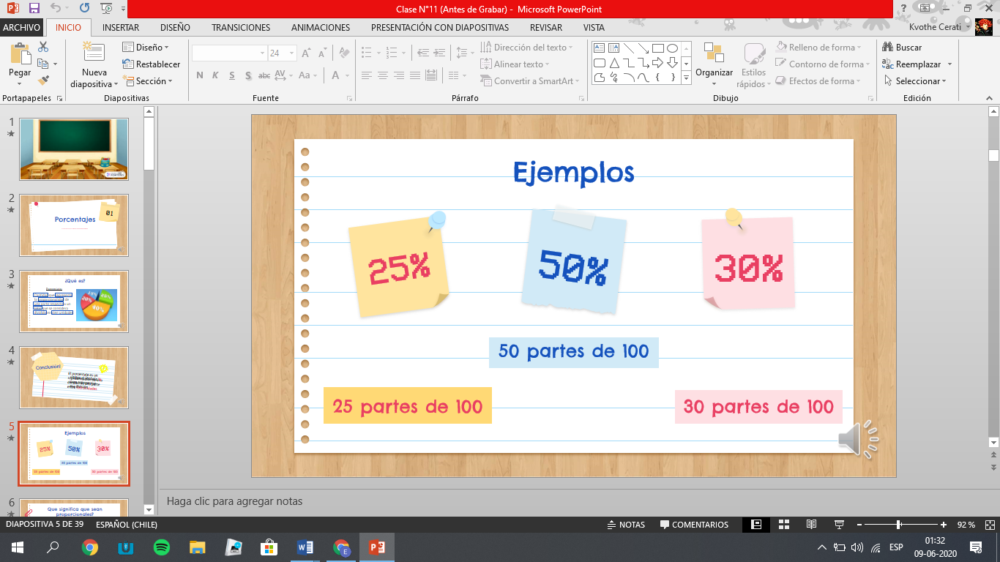 Clase N°11 (Antes de Grabar) - Microsoft PowerPoint
ARCHIVO INICIO INSERTAR DISEÑO TRANSICIONES ANIMACIONES PRESENTACIÓN CON DIAPOSITIVAS REVISAR VISTA Kvothe Cerati
Pegar
Nueva diapositiva
Diseño
Restablecer
Sección
24
N K S S abc AV Aa A
Dirección del texto
Alinear texto
Convertir a SmartArt
Organizar
Estilos rápidos
Relleno de forma
Contorno de forma
Efectos de forma
Buscar
Reemplazar
Seleccionar
Portapapeles Diapositivas Fuente Párrafo Dibujo Edición
1
2
Porcentajes
01
3
¿Qué es?
4
Conclusión!
5
Ejemplos
25% 50% 30%
50 partes de 100
25 partes de 100 30 partes de 100
6
Que significa que sean
proporcionales?
Ejemplos
25% 50% 30%
50 partes de 100
25 partes de 100 30 partes de 100
Haga clic para agregar notas
DIAPOSITIVA 5 DE 39 ESPAÑOL (CHILE) NOTAS COMENTARIOS 92 %
ESP 01:32
09-06-2020